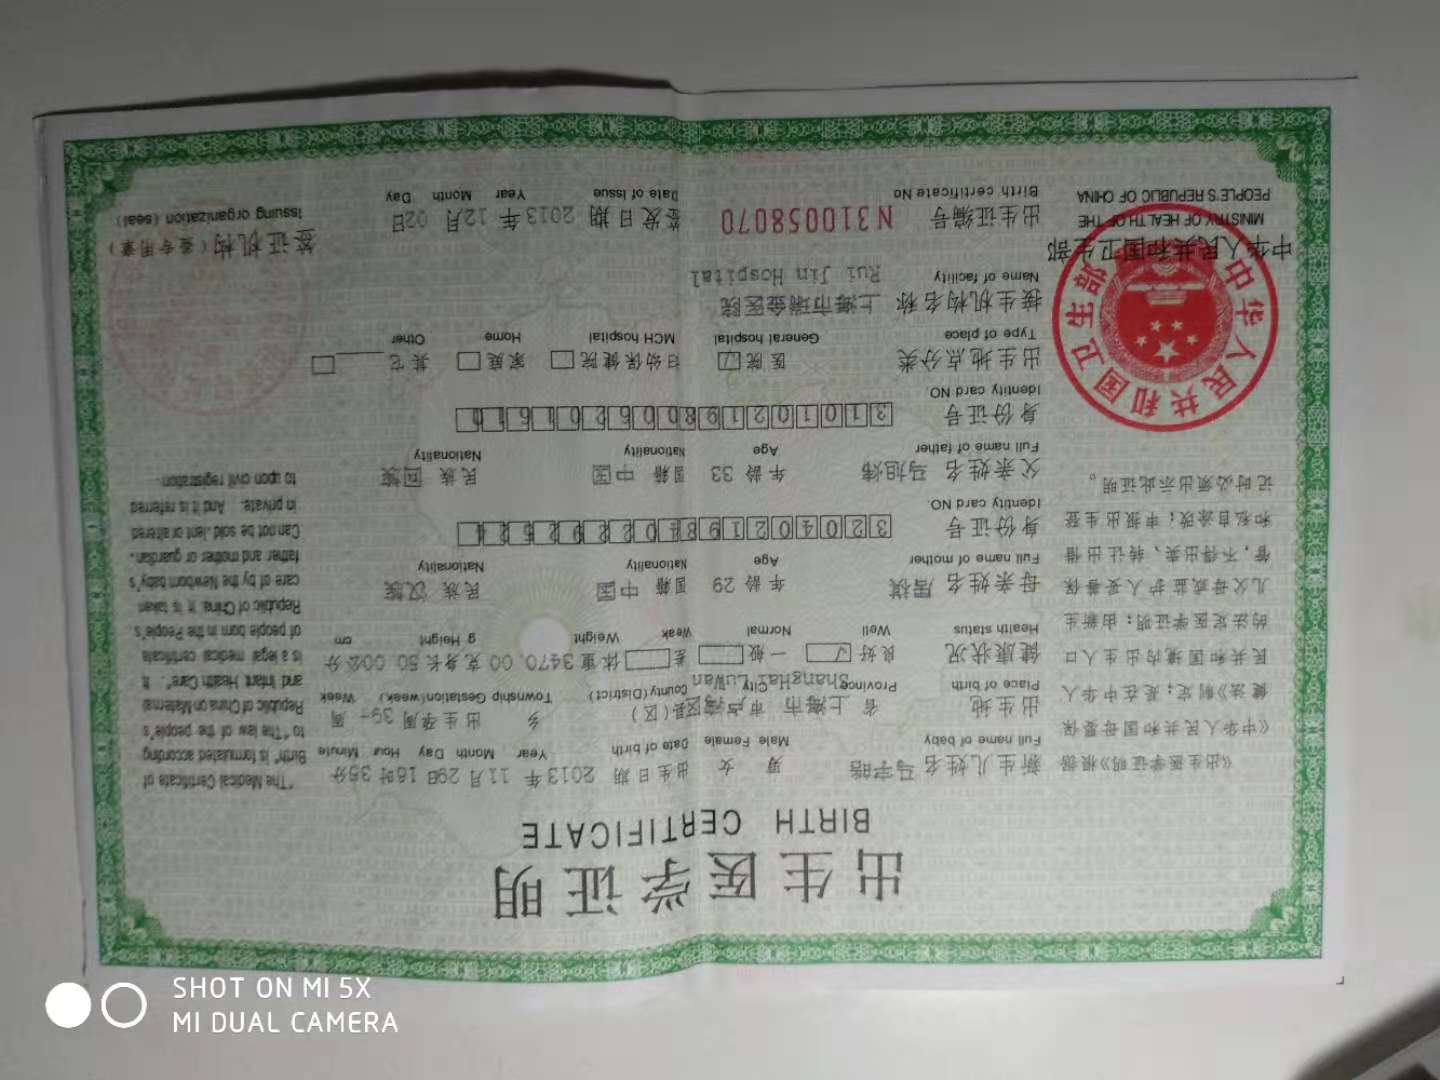 SHOT ON MI 5X
MI DUAL CAMERA
出生医学证明
BIRTH CERTIFICATE
《出生医学证明》根据
《中华人民共和国母婴保
健法》制定；是在中华人
民共和国境内出生人口
的法定医学证明；由新生
儿父母或监护人妥善保
管，不得出卖、转让出借
和私自涂改；申报出生登
记时必须出示此证明。
中华人民共和国卫生部
中华人民共和国卫生部
MINISTRY OF HEALTH OF THE
PEOPLE'S REPUBLIC OF CHINA
新生儿姓名 马宇皓 男 女 出生日期 2013年 11月 29日 16时 35分
Full name of baby Male Female Date of birth Year Month Day Hour Minute
出生地 省 上海市 市 卢湾区 县(区) 乡 出生孕周 39+ 周
Place of birth Province ShangHai City LuWan County(District) Township Gestation(week) Week
健康状况 良好 ✓ 一般 差 体重 3470.00 克 身长 50.00 公分
Health status Well Normal Weak Weight g Height cm
母亲姓名 居祺 年龄 29 国籍 中国 民族 汉族
Full name of mother Age Nationality Nationality
身份证号 320402198402292524
Identity card NO.
父亲姓名 马旭炜 年龄 33 国籍 中国 民族 回族
Full name of father Age Nationality Nationality
身份证号
Identity card NO.
出生地点分类 医院 ✓ 妇幼保健院 家庭 其它
Type of place General hospital MCH hospital Home Other
接生机构名称 上海市瑞金医院
Name of facility Rui Jin Hospital
出生证编号 N310058070 签发日期 2013年 12月 02日
Birth certificate No Date of Issue Year Month Day
"The Medical Certificate of
Birth" is formulated according
to "The law of the people's
Republic of China on Maternal
and Infant Health Care". It
is a legal medical certificate
of people born in the People's
Republic of China. It is taken
care of by the Newborn baby's
father and mother or guardian.
Can not be sold, lent or altered
in private. And it is referred
to upon civil registration.
签证机构(签专用章)
Issuing organization (seal)